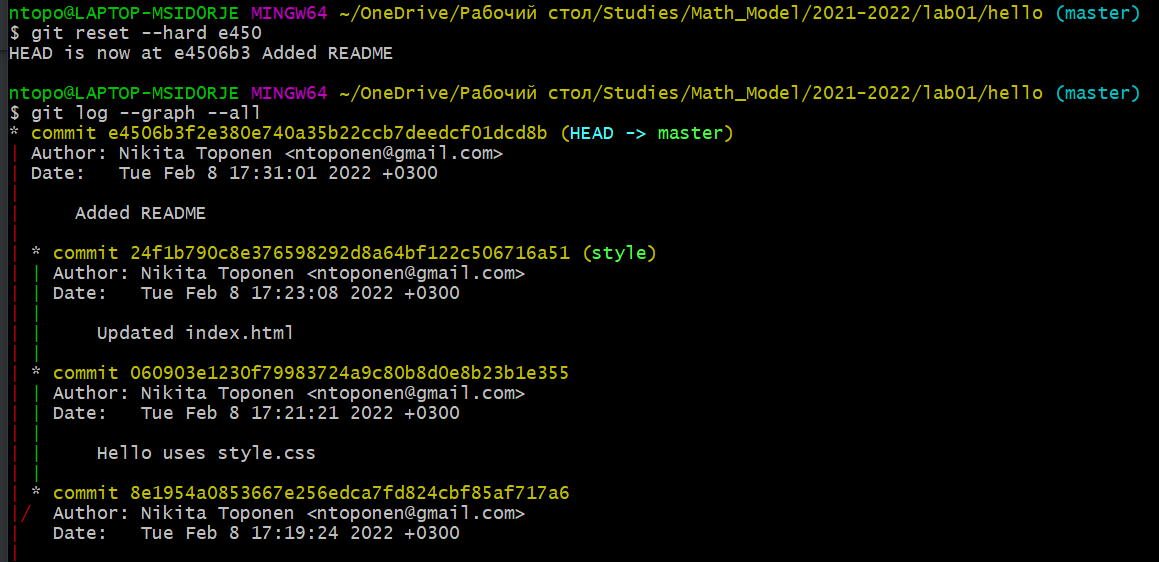 ntopo@LAPTOP-MSIDORJE MINGW64 ~/OneDrive/Рабочий стол/Studies/Math_Model/2021-2022/lab01/hello (master)
$ git reset --hard e450
HEAD is now at e4506b3 Added README
ntopo@LAPTOP-MSIDORJE MINGW64 ~/OneDrive/Рабочий стол/Studies/Math_Model/2021-2022/lab01/hello (master)
$ git log --graph --all
* commit e4506b3f2e380e740a35b22ccb7deedcf01dcd8b (HEAD -> master)
| Author: Nikita Toponen <ntoponen@gmail.com>
| Date:   Tue Feb 8 17:31:01 2022 +0300
|
|     Added README
|
| * commit 24f1b790c8e376598292d8a64bf122c506716a51 (style)
| | Author: Nikita Toponen <ntoponen@gmail.com>
| | Date:   Tue Feb 8 17:23:08 2022 +0300
| |
| |     Updated index.html
| |
| * commit 060903e1230f79983724a9c80b8d0e8b23b1e355
| | Author: Nikita Toponen <ntoponen@gmail.com>
| | Date:   Tue Feb 8 17:21:21 2022 +0300
| |
| |     Hello uses style.css
| |
| * commit 8e1954a0853667e256edca7fd824cbf85af717a6
|/  Author: Nikita Toponen <ntoponen@gmail.com>
|   Date:   Tue Feb 8 17:19:24 2022 +0300
|